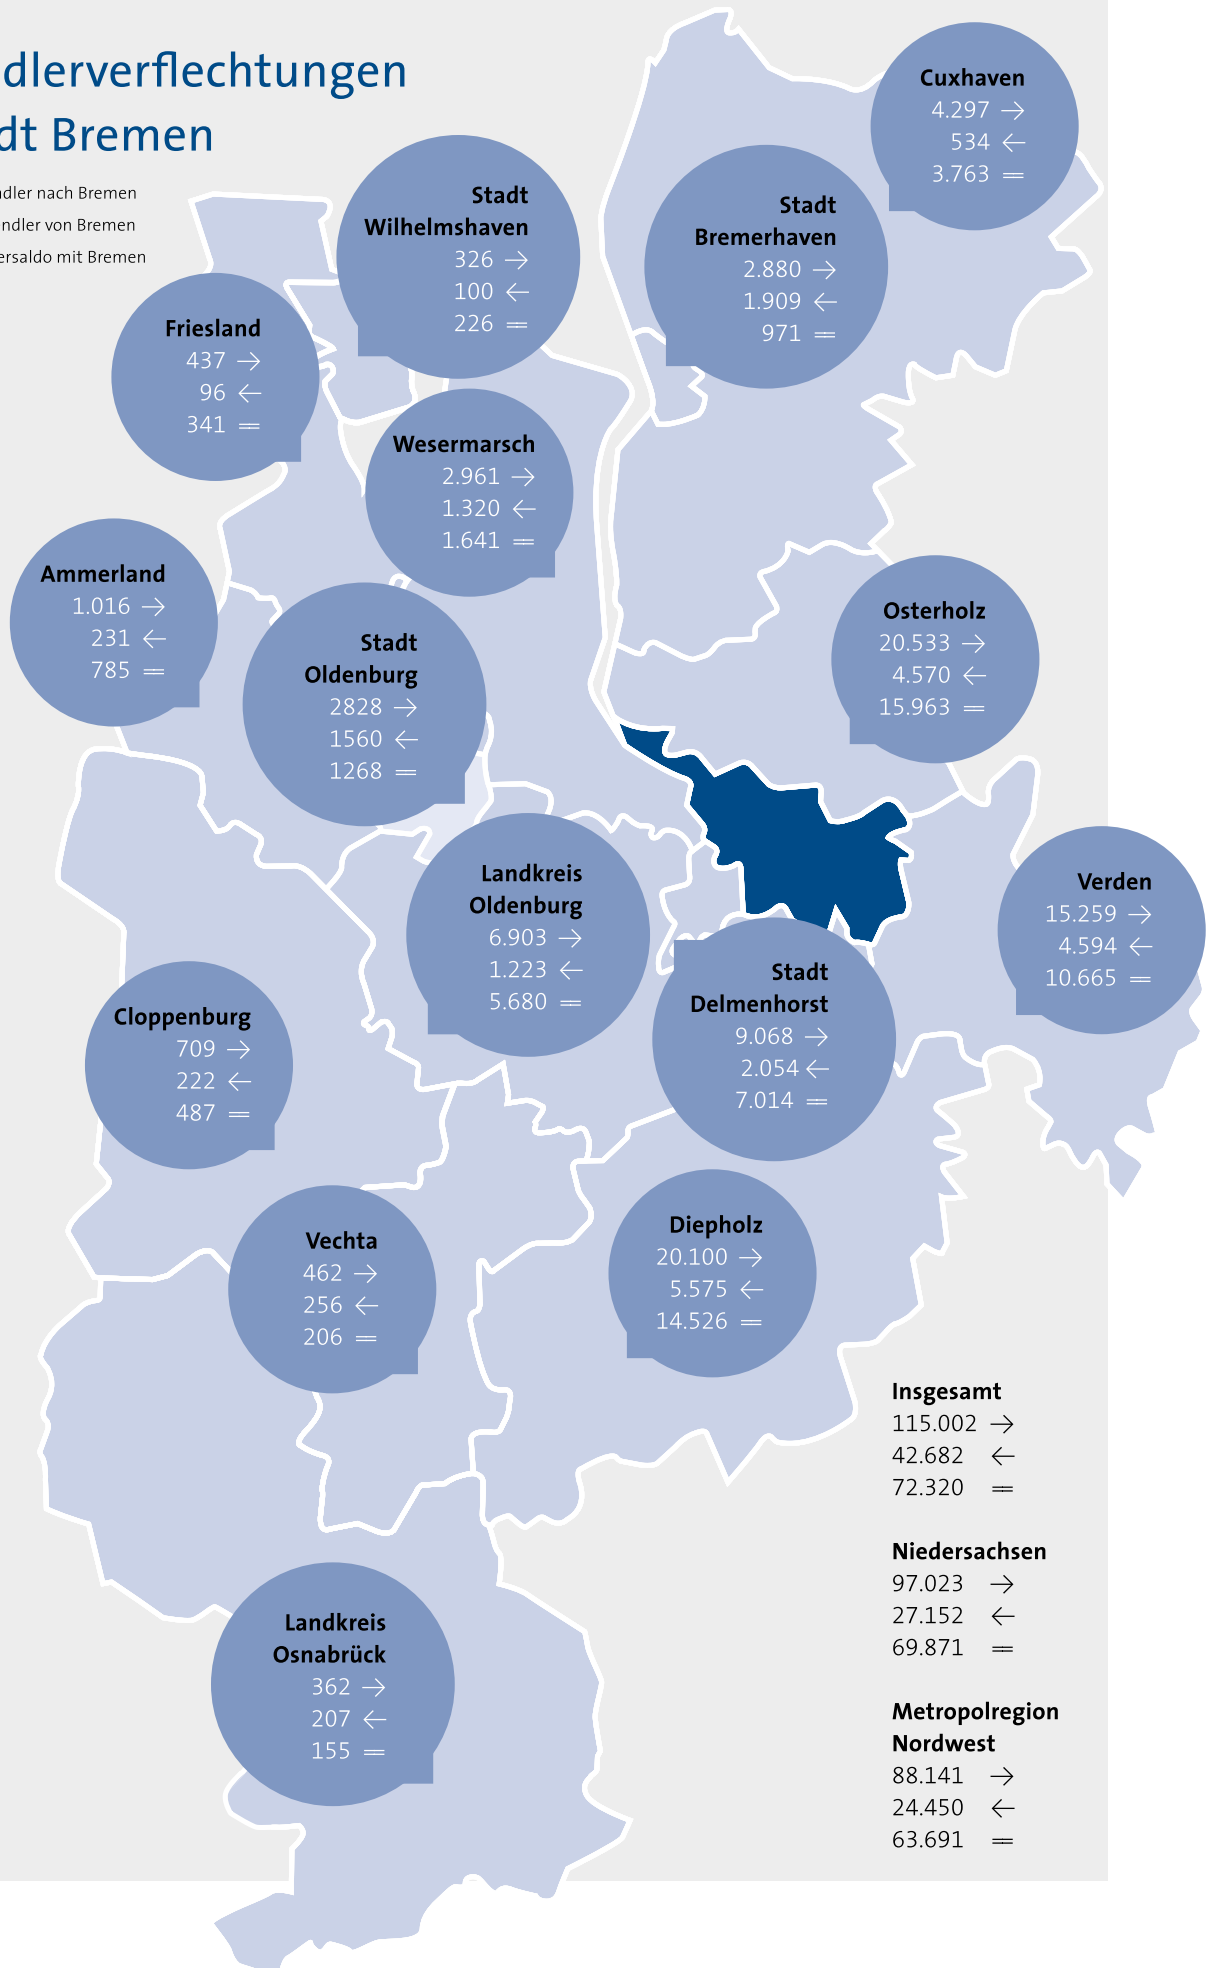 dlerverflechtungen
dt Bremen
dler nach Bremen
ndler von Bremen
ersaldo mit Bremen
Cuxhaven
4.297 →
534 ←
3.763 =
Stadt
Wilhelmshaven
326 →
100 ←
226 =
Stadt
Bremerhaven
2.880 →
1.909 ←
971 =
Friesland
437 →
96 ←
341 =
Wesermarsch
2.961 →
1.320 ←
1.641 =
Ammerland
1.016 →
231 ←
785 =
Stadt
Oldenburg
2828 →
1560 ←
1268 =
Osterholz
20.533 →
4.570 ←
15.963 =
Landkreis
Oldenburg
6.903 →
1.223 ←
5.680 =
Verden
15.259 →
4.594 ←
10.665 =
Stadt
Delmenhorst
9.068 →
2.054 ←
7.014 =
Cloppenburg
709 →
222 ←
487 =
Vechta
462 →
256 ←
206 =
Diepholz
20.100 →
5.575 ←
14.526 =
Landkreis
Osnabrück
362 →
207 ←
155 =
Insgesamt
115.002 →
42.682 ←
72.320 =
Niedersachsen
97.023 →
27.152 ←
69.871 =
Metropolregion
Nordwest
88.141 →
24.450 ←
63.691 =